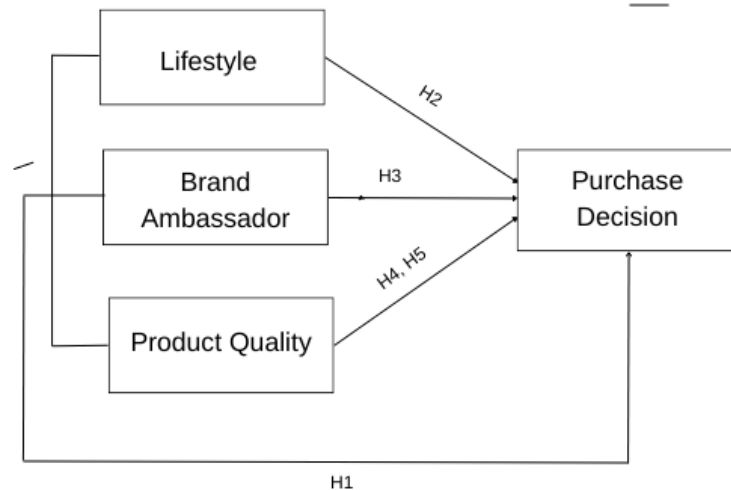 Lifestyle
H2
Brand
Ambassador
H3
Purchase
Decision
H4, H5
Product Quality
H1